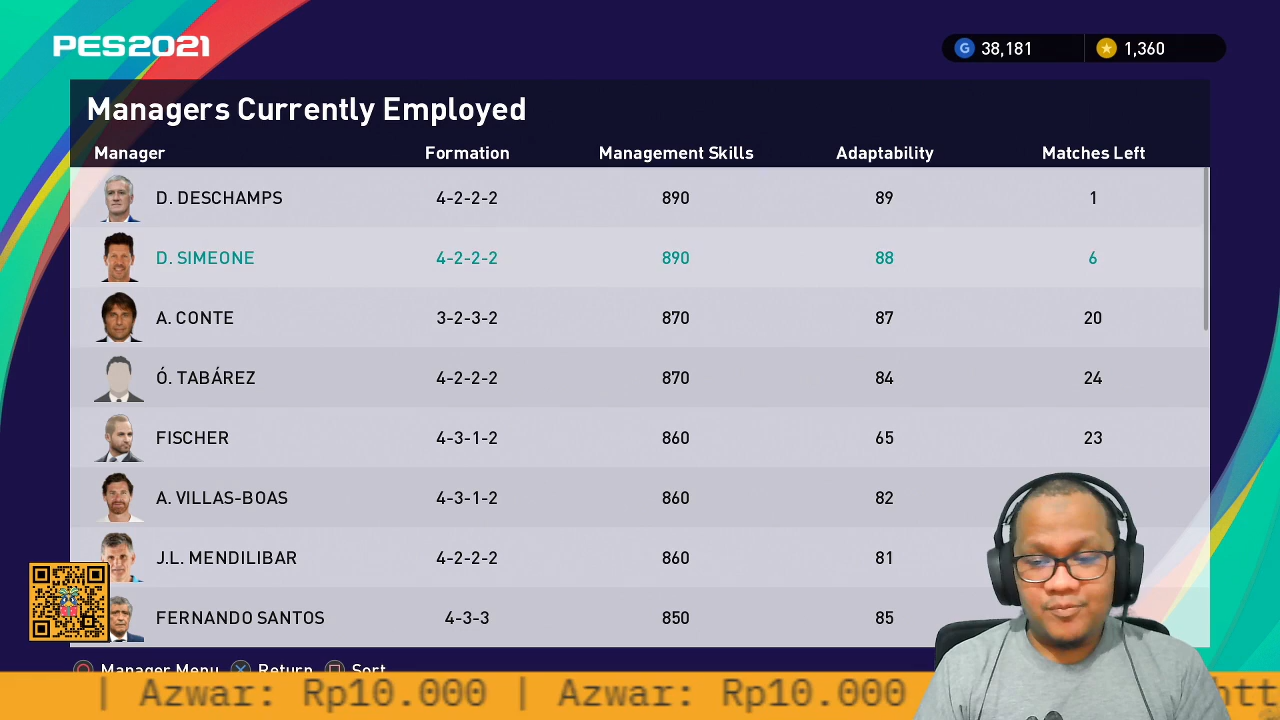 PES2021
38,181 1,360
Managers Currently Employed
Manager Formation Management Skills Adaptability Matches Left
D. DESCHAMPS 4-2-2-2 890 89 1
D. SIMEONE 4-2-2-2 890 88 6
A. CONTE 3-2-3-2 870 87 20
Ó. TABÁREZ 4-2-2-2 870 84 24
FISCHER 4-3-1-2 860 65 23
A. VILLAS-BOAS 4-3-1-2 860 82
J.L. MENDILIBAR 4-2-2-2 860 81
FERNANDO SANTOS 4-3-3 850 85
Manager Menu Return Sort
| Azwar: Rp10.000 | Azwar: Rp10.000